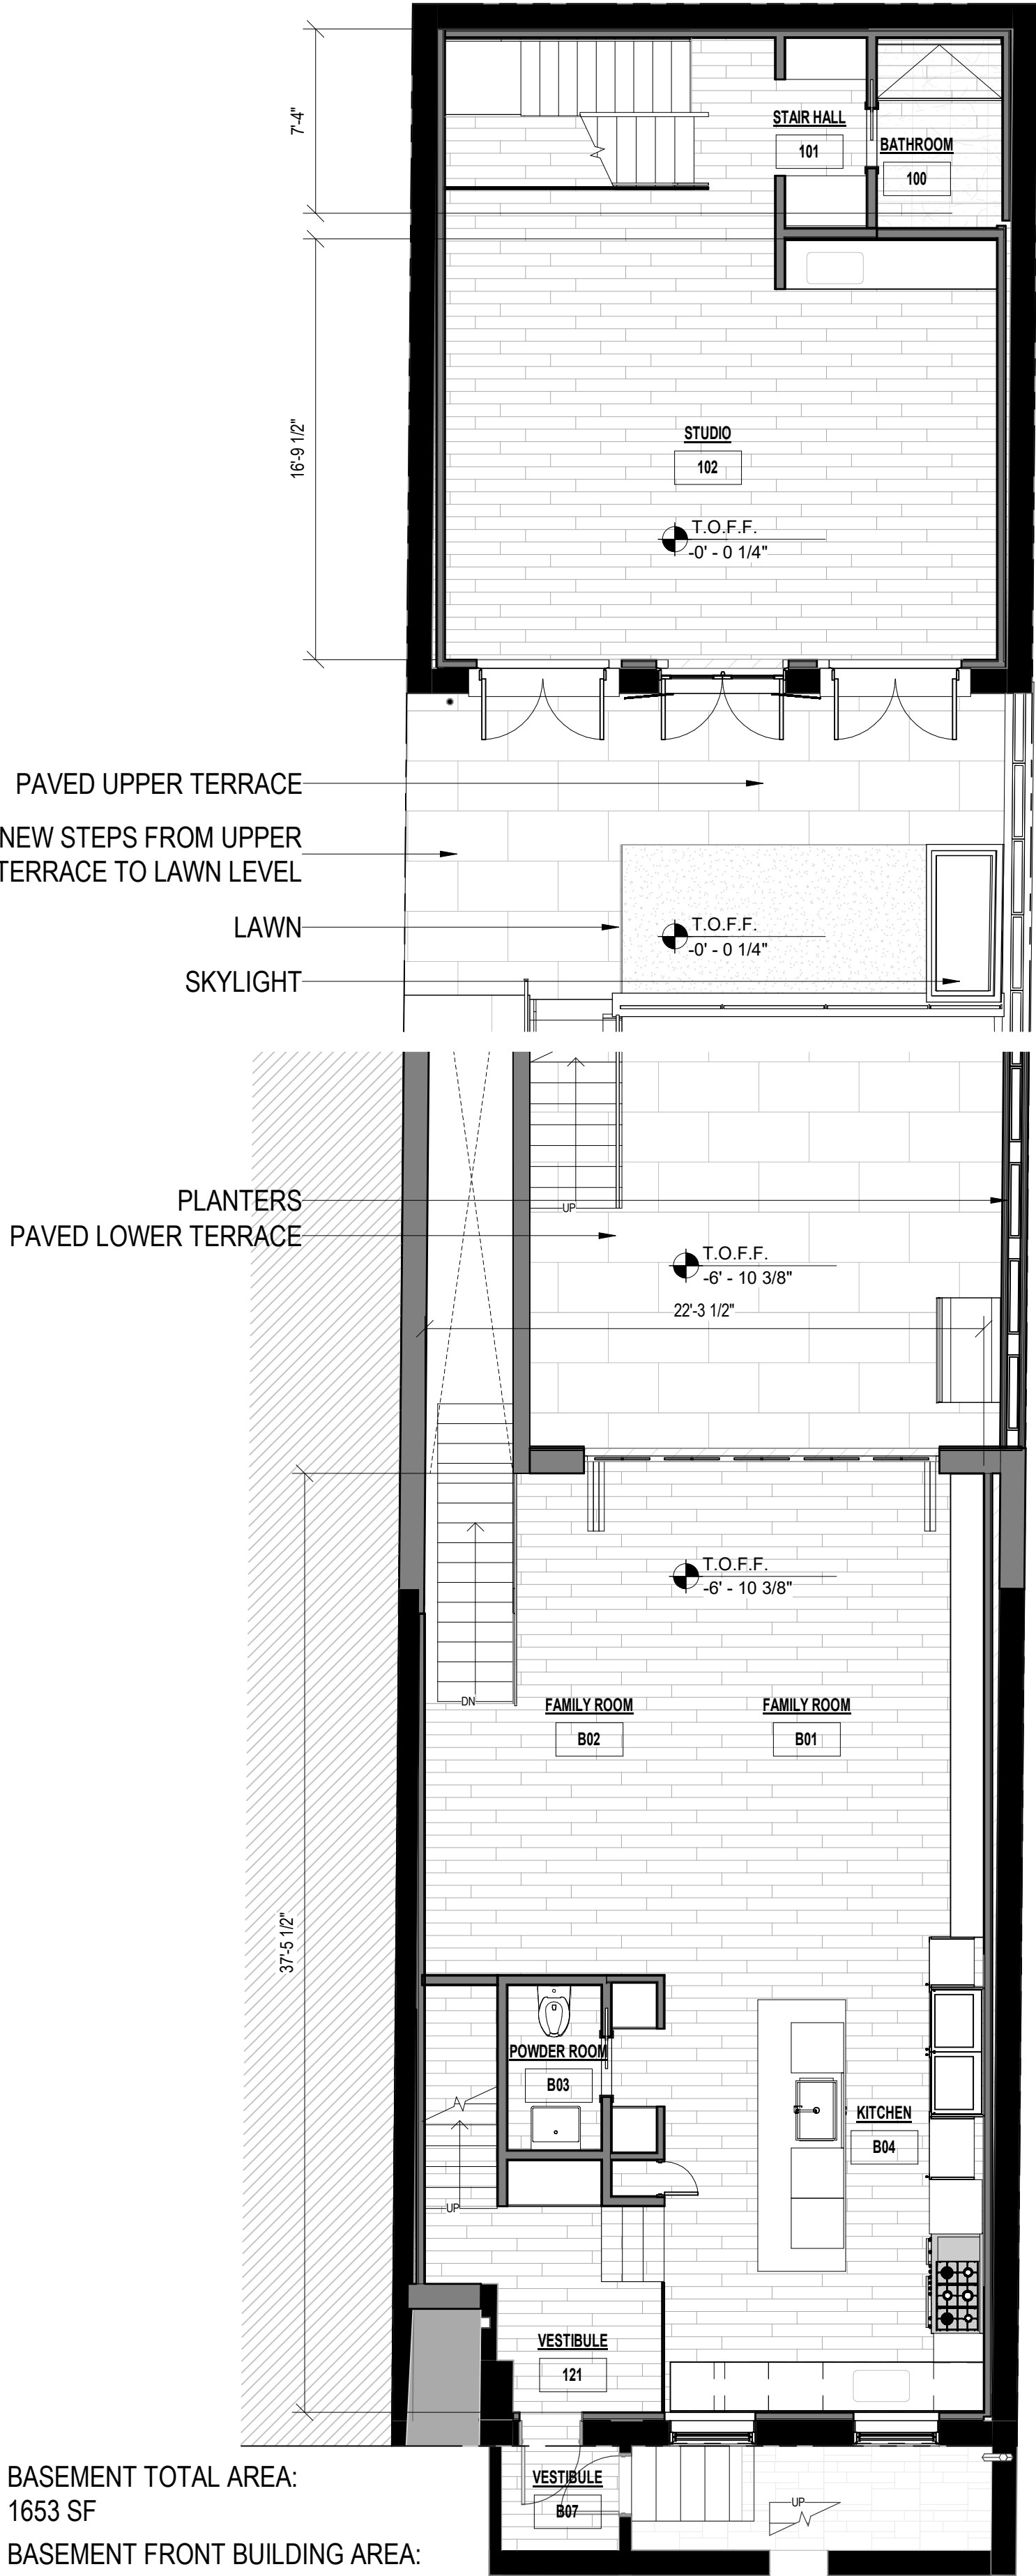 7'-4"
STAIR HALL
101
BATHROOM
100
16'-9 1/2"
STUDIO
102
T.O.F.F.
-0' - 0 1/4"
PAVED UPPER TERRACE
NEW STEPS FROM UPPER
TERRACE TO LAWN LEVEL
LAWN
T.O.F.F.
-0' - 0 1/4"
SKYLIGHT
PLANTERS
UP
PAVED LOWER TERRACE
T.O.F.F.
-6' - 10 3/8"
22'-3 1/2"
T.O.F.F.
-6' - 10 3/8"
DN
FAMILY ROOM
B02
FAMILY ROOM
B01
37'-5 1/2"
POWDER ROOM
B03
KITCHEN
B04
UP
VESTIBULE
121
VESTIBULE
B07
UP
BASEMENT TOTAL AREA:
1653 SF
BASEMENT FRONT BUILDING AREA: